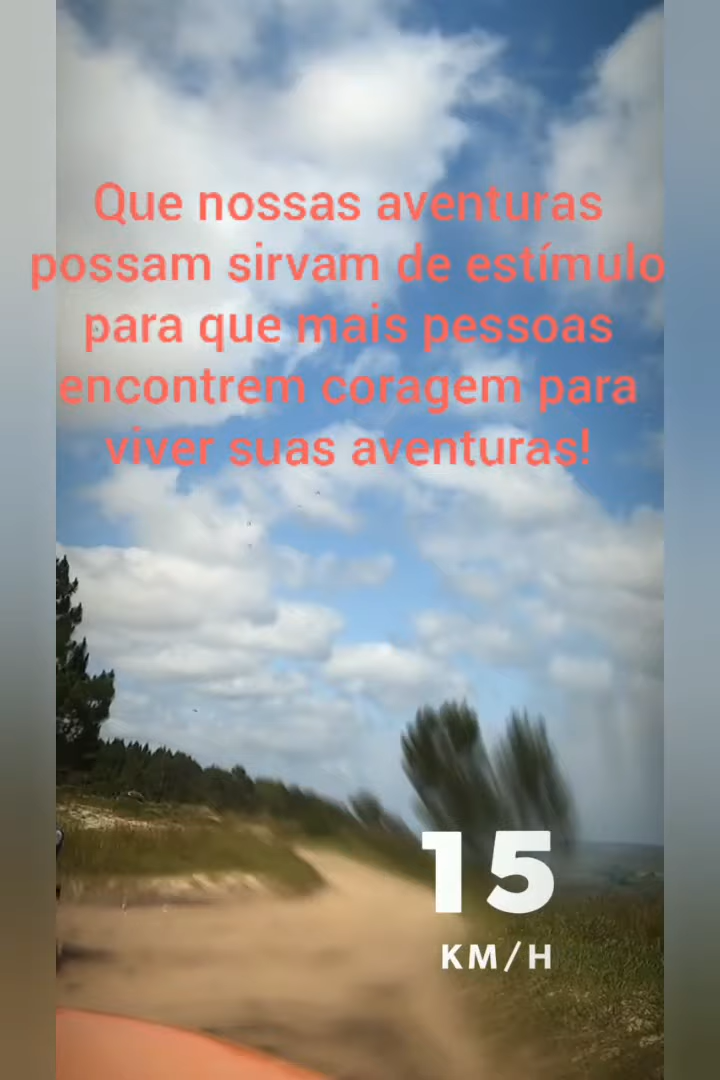 Que nossas aventuras
possam sirvam de estímulo
para que mais pessoas
encontrem coragem para
viver suas aventuras!
15
KM/H